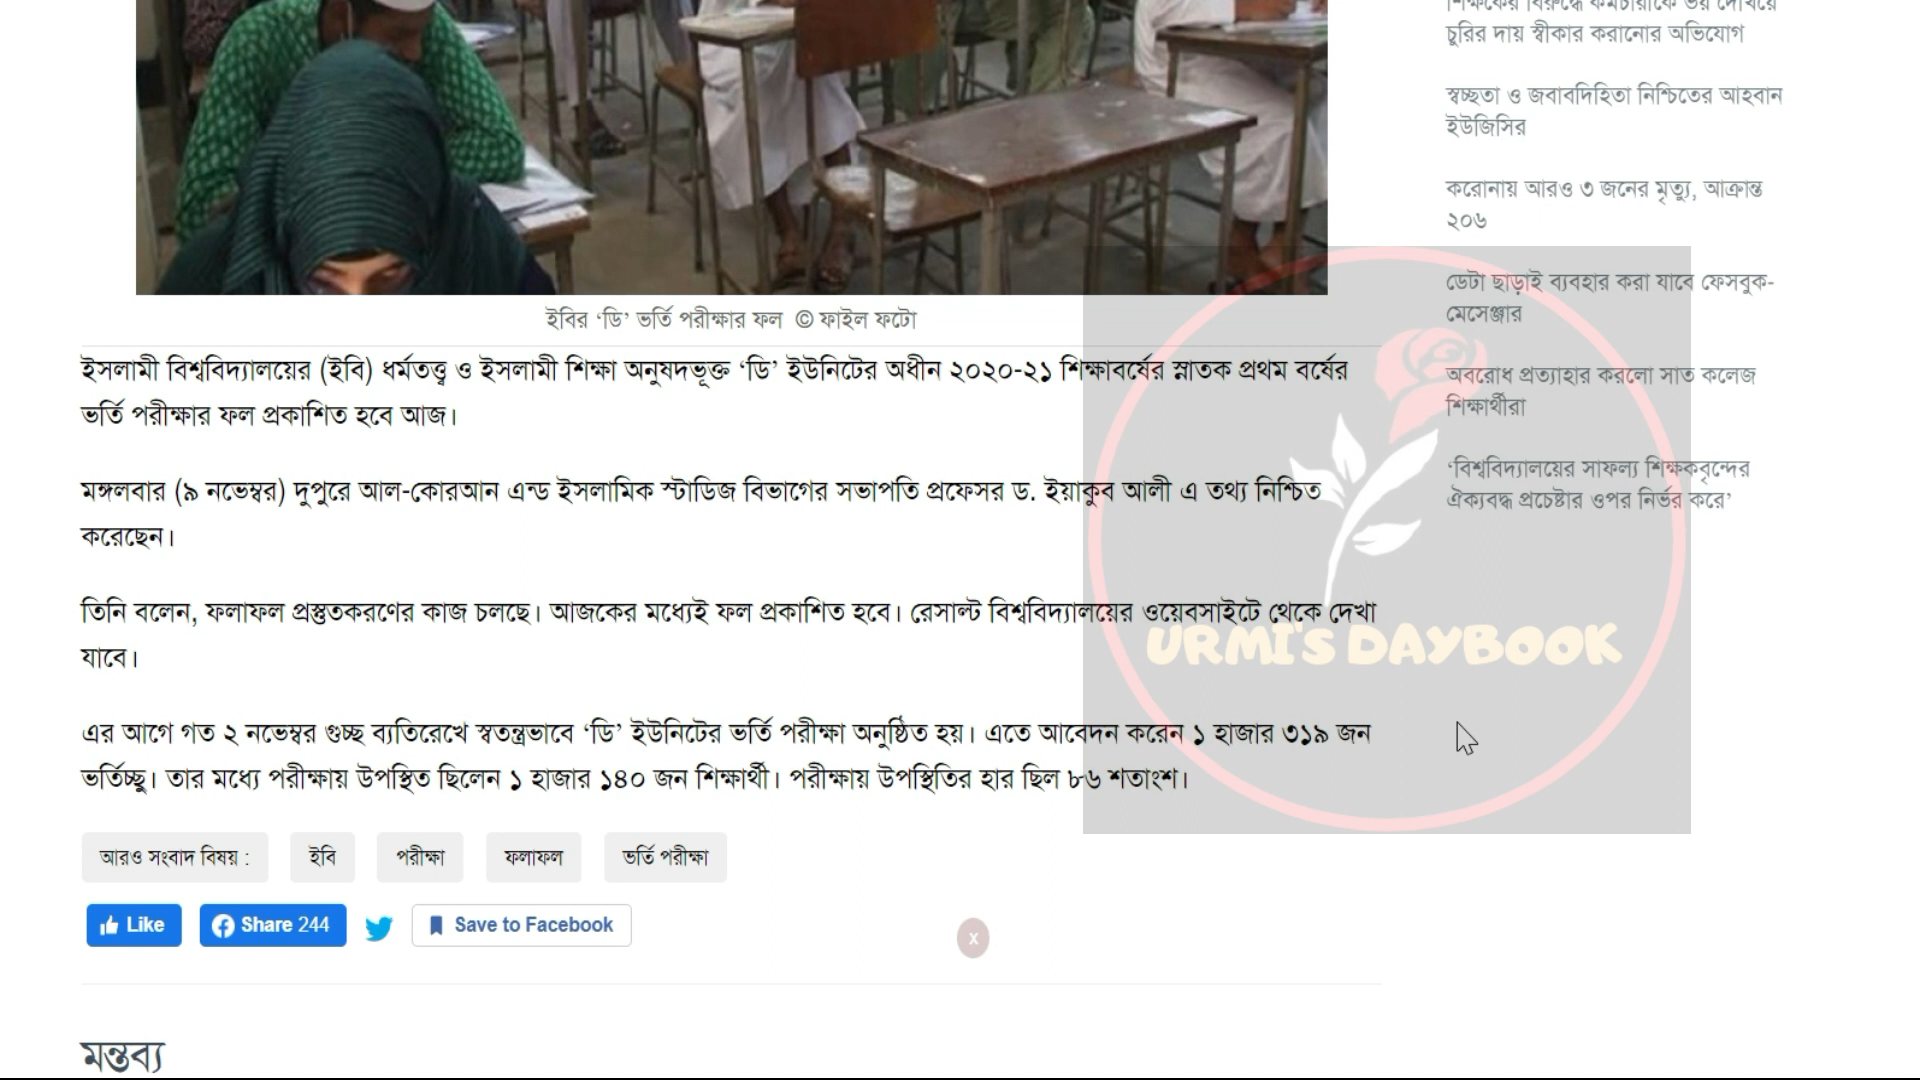 ইবির ‘ডি’ ভর্তি পরীক্ষার ফল © ফাইল ফটো
ইসলামী বিশ্ববিদ্যালয়ের (ইবি) ধর্মতত্ত্ব ও ইসলামী শিক্ষা অনুষদভূক্ত ‘ডি’ ইউনিটের অধীন ২০২০-২১ শিক্ষাবর্ষের স্নাতক প্রথম বর্ষের
ভর্তি পরীক্ষার ফল প্রকাশিত হবে আজ।
মঙ্গলবার (৯ নভেম্বর) দুপুরে আল-কোরআন এন্ড ইসলামিক স্টাডিজ বিভাগের সভাপতি প্রফেসর ড. ইয়াকুব আলী এ তথ্য নিশ্চিত
করেছেন।
তিনি বলেন, ফলাফল প্রস্তুতকরণের কাজ চলছে। আজকের মধ্যেই ফল প্রকাশিত হবে। রেসাল্ট বিশ্ববিদ্যালয়ের ওয়েবসাইটে থেকে দেখা
যাবে।
এর আগে গত ২ নভেম্বর গুচ্ছ ব্যতিরেখে স্বতন্ত্রভাবে ‘ডি’ ইউনিটের ভর্তি পরীক্ষা অনুষ্ঠিত হয়। এতে আবেদন করেন ১ হাজার ৩১৯ জন
ভর্তিচ্ছু। তার মধ্যে পরীক্ষায় উপস্থিত ছিলেন ১ হাজার ১৪০ জন শিক্ষার্থী। পরীক্ষায় উপস্থিতির হার ছিল ৮৬ শতাংশ।
আরও সংবাদ বিষয় : ইবি পরীক্ষা ফলাফল ভর্তি পরীক্ষা
Like Share 244 Save to Facebook
x
মন্তব্য
শিক্ষকের বিরুদ্ধে কর্মচারীকে ভয় দেখিয়ে
চুরির দায় স্বীকার করানোর অভিযোগ
স্বচ্ছতা ও জবাবদিহিতা নিশ্চিতের আহবান
ইউজিসির
করোনায় আরও ৩ জনের মৃত্যু, আক্রান্ত
২০৬
ডেটা ছাড়াই ব্যবহার করা যাবে ফেসবুক-
মেসেঞ্জার
অবরোধ প্রত্যাহার করলো সাত কলেজ
শিক্ষার্থীরা
‘বিশ্ববিদ্যালয়ের সাফল্য শিক্ষকবৃন্দের
ঐক্যবদ্ধ প্রচেষ্টার ওপর নির্ভর করে’
URMI's DAYBOOK